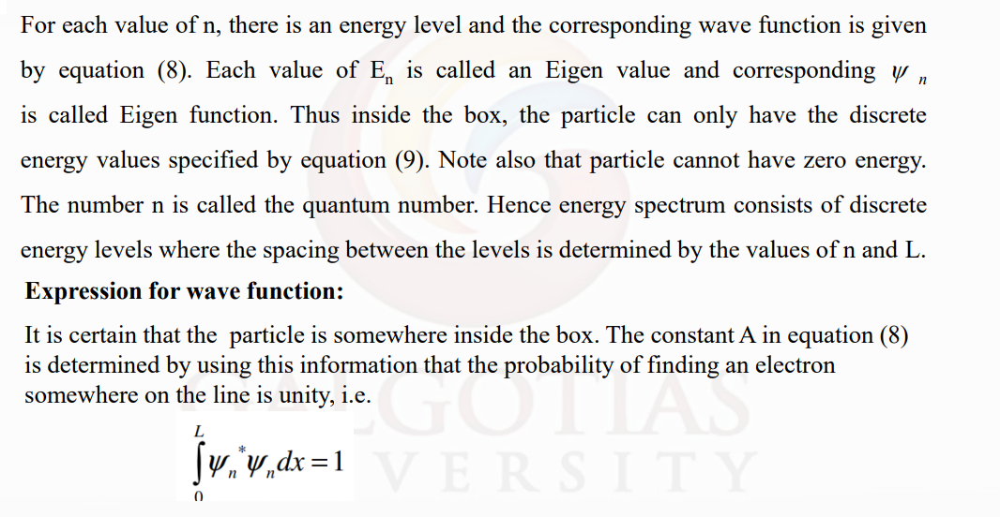 For each value of n, there is an energy level and the corresponding wave function is given
by equation (8). Each value of Eₙ is called an Eigen value and corresponding ψ ₙ
is called Eigen function. Thus inside the box, the particle can only have the discrete
energy values specified by equation (9). Note also that particle cannot have zero energy.
The number n is called the quantum number. Hence energy spectrum consists of discrete
energy levels where the spacing between the levels is determined by the values of n and L.
Expression for wave function:
It is certain that the particle is somewhere inside the box. The constant A in equation (8)
is determined by using this information that the probability of finding an electron
somewhere on the line is unity, i.e.
∫₀ᴸ ψₙ*ψₙdx = 1
GALGOTIAS
VERSITY